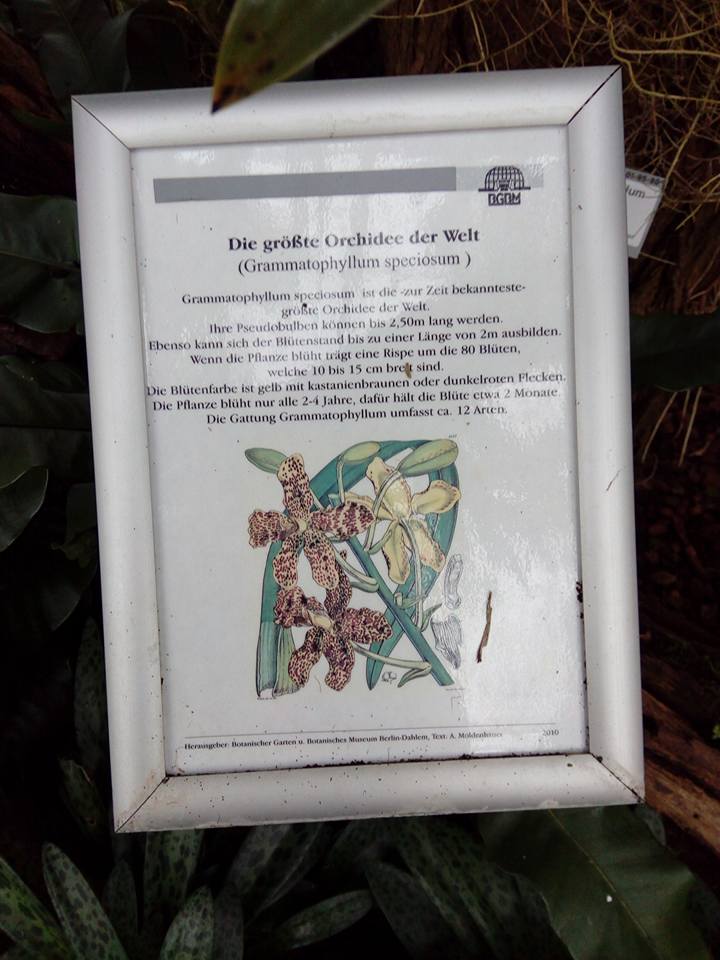 BGBM
Die größte Orchidee der Welt
(Grammatophyllum speciosum )
Grammatophyllum speciosum ist die -zur Zeit bekannteste-
größte Orchidee der Welt.
Ihre Pseudobulben können bis 2,50m lang werden.
Ebenso kann sich der Blütenstand bis zu einer Länge von 2m ausbilden.
Wenn die Pflanze blüht trägt eine Rispe um die 80 Blüten,
welche 10 bis 15 cm breit sind.
Die Blütenfarbe ist gelb mit kastanienbraunen oder dunkelroten Flecken.
Die Pflanze blüht nur alle 2-4 Jahre, dafür hält die Blüte etwa 2 Monate.
Die Gattung Grammatophyllum umfasst ca. 12 Arten.
Herausgeber: Botanischer Garten u. Botanisches Museum Berlin-Dahlem, Text: A. Moldenhauer 2010